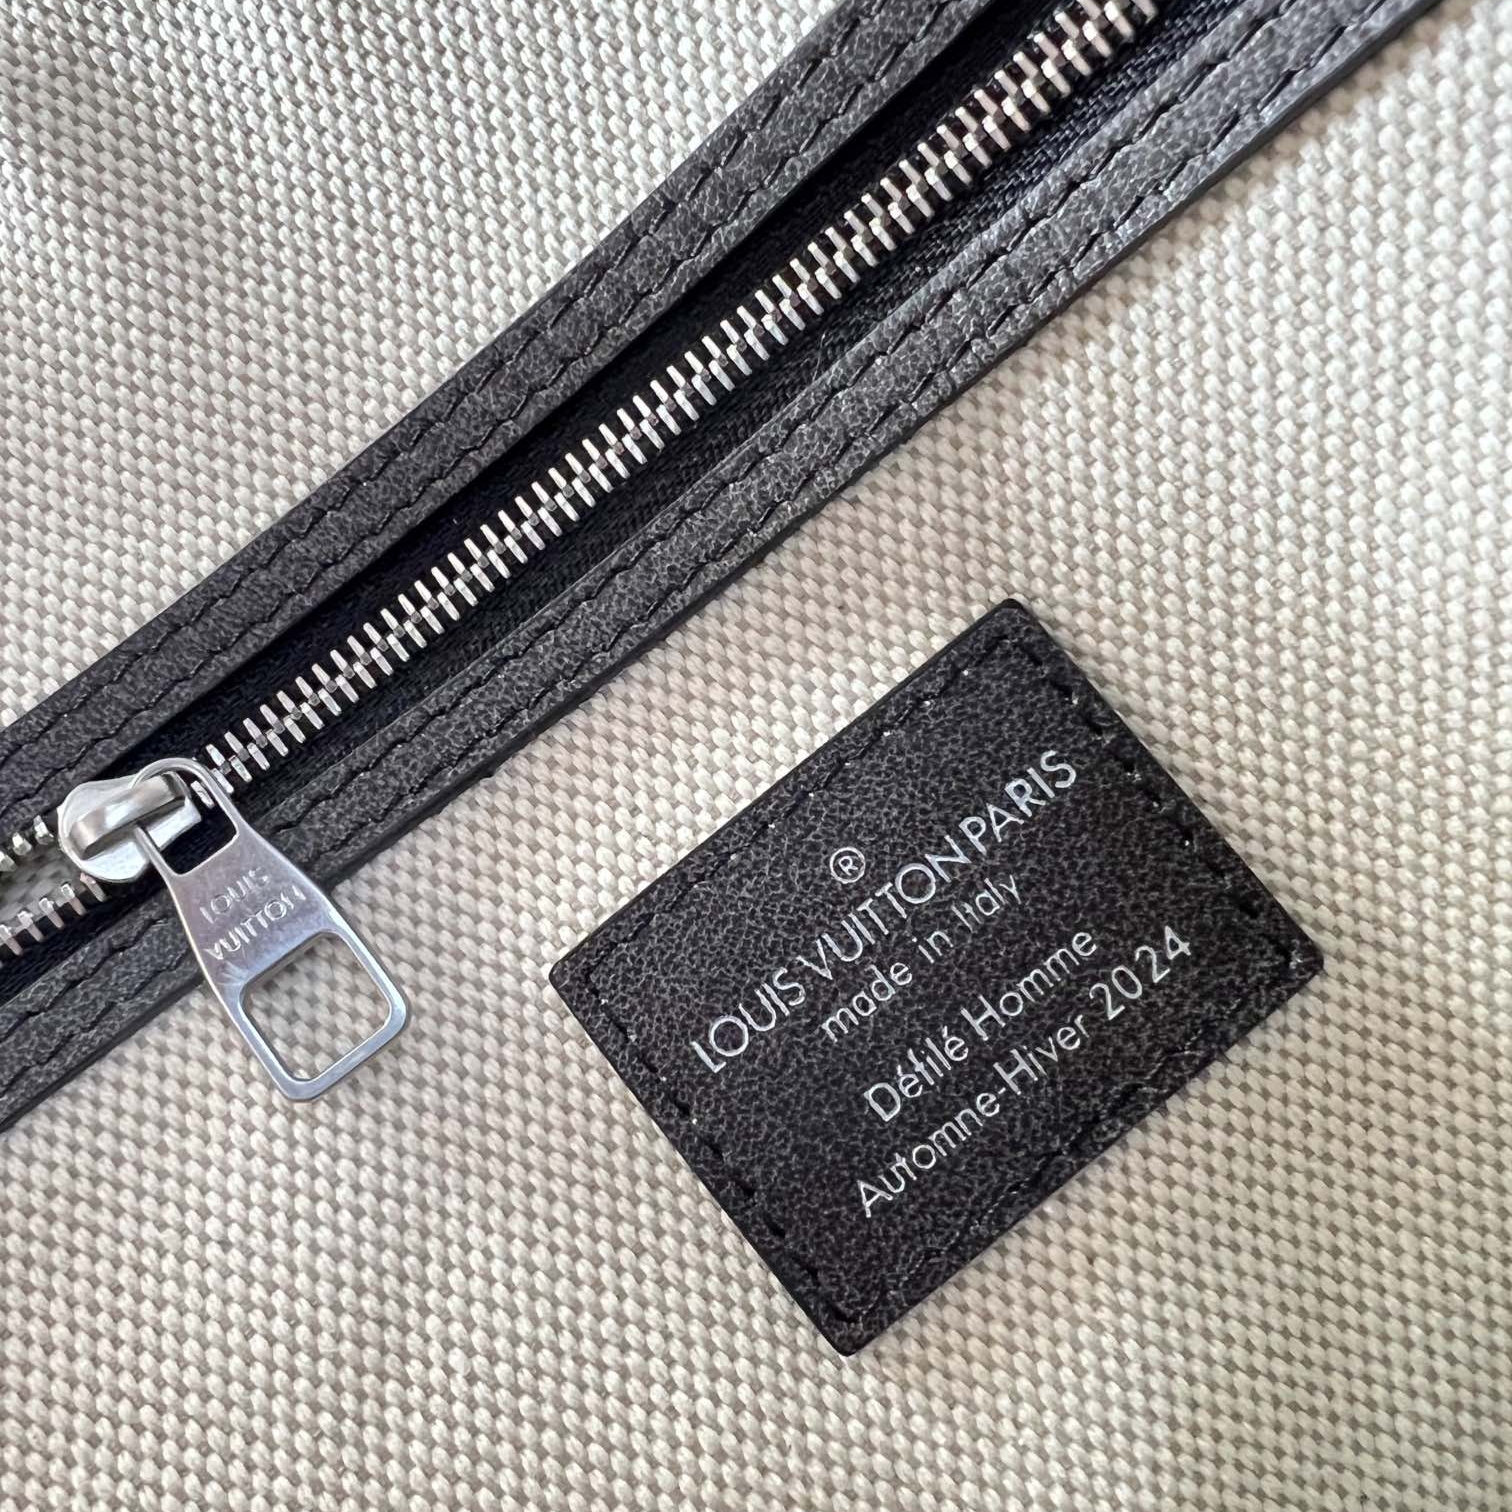 LOUIS
VUITTON
®
LOUIS VUITTON PARIS
made in Italy
Défilé Homme
Automne-Hiver 2024